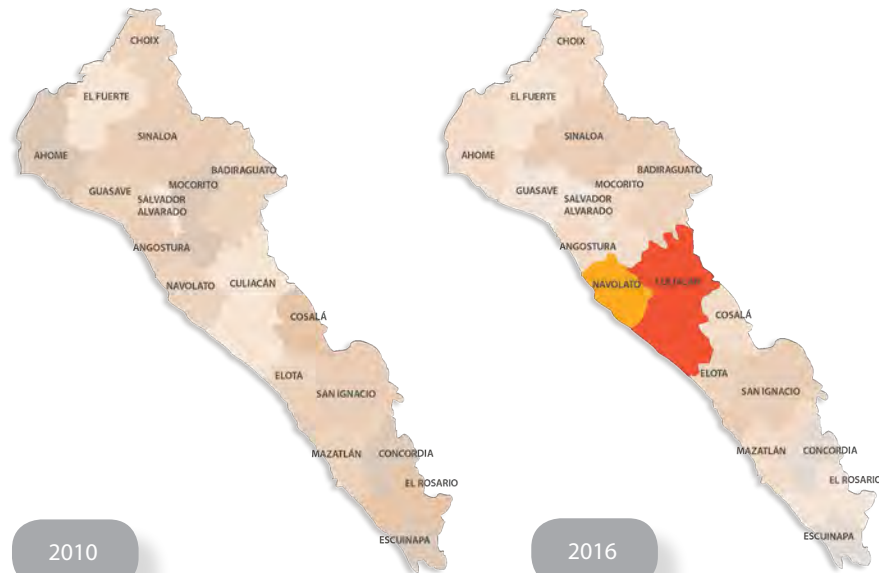 CHOIX
EL FUERTE
SINALOA
AHOME
BADIRAGUATO
MOCORITO
GUASAVE
SALVADOR
ALVARADO
ANGOSTURA
NAVOLATO
CULIACÁN
COSALÁ
ELOTA
SAN IGNACIO
MAZATLÁN
CONCORDIA
EL ROSARIO
ESCUINAPA
2010
CHOIX
EL FUERTE
SINALOA
AHOME
BADIRAGUATO
MOCORITO
GUASAVE
SALVADOR
ALVARADO
ANGOSTURA
NAVOLATO
CULIACÁN
COSALÁ
ELOTA
SAN IGNACIO
MAZATLÁN
CONCORDIA
EL ROSARIO
ESCUINAPA
2016